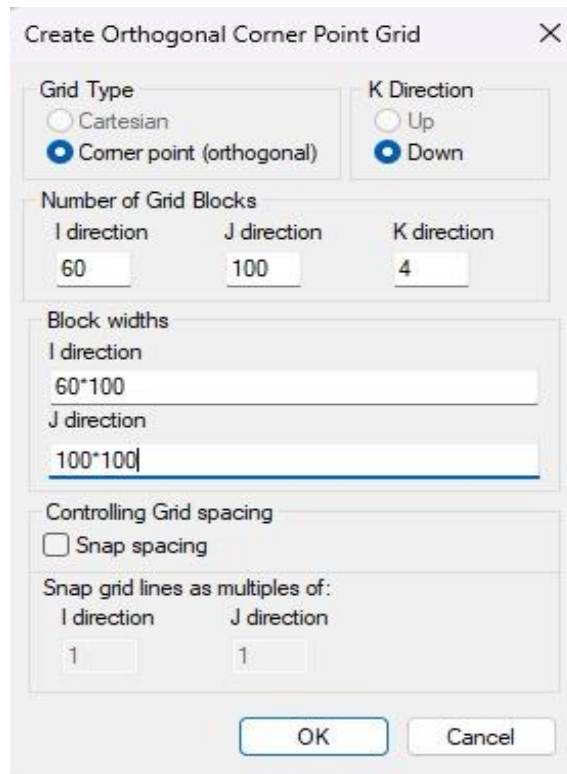 Create Orthogonal Corner Point Grid
Grid Type
Cartesian
Corner point (orthogonal)
K Direction
Up
Down
Number of Grid Blocks
I direction J direction K direction
60 100 4
Block widths
I direction
60*100
J direction
100*100
Controlling Grid spacing
Snap spacing
Snap grid lines as multiples of:
I direction J direction
1 1
OK Cancel